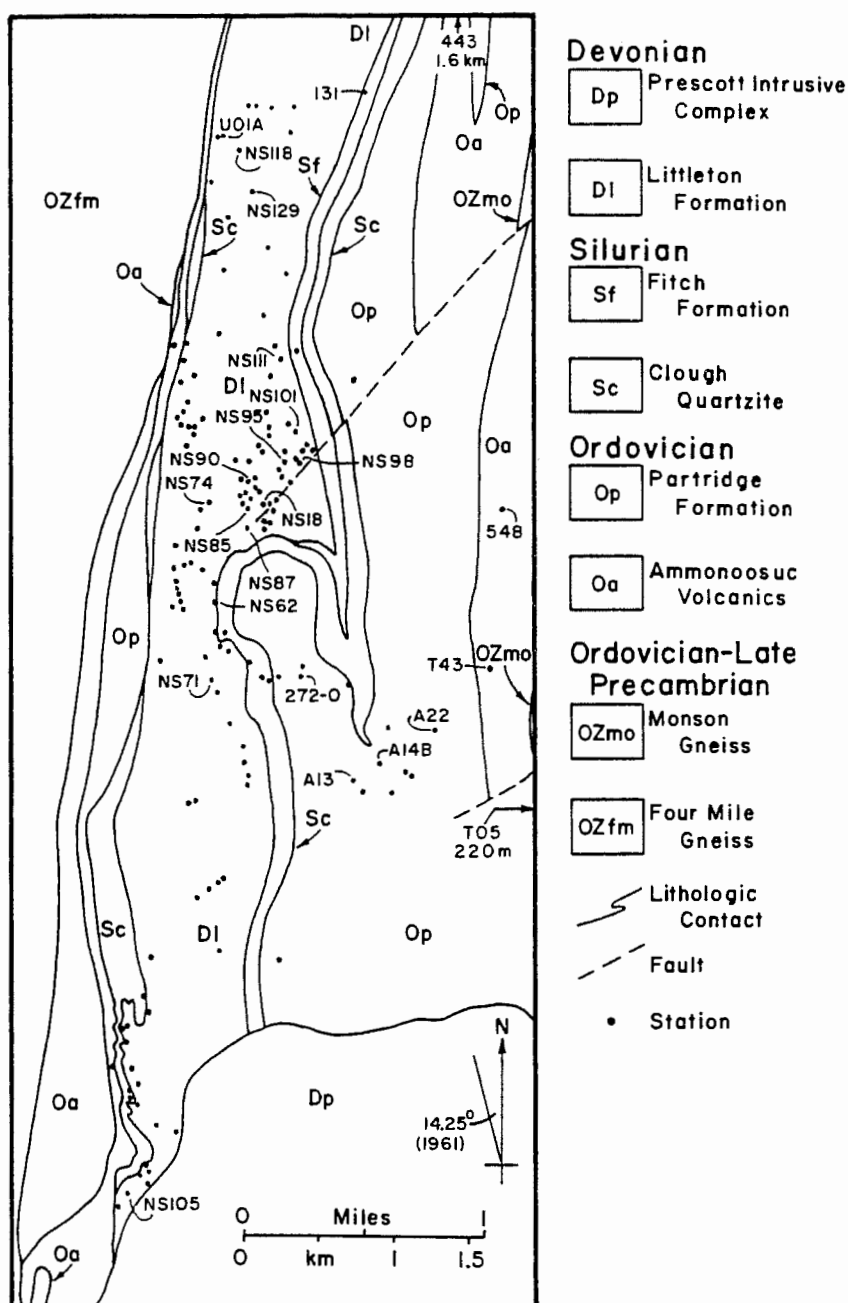 Dl
443
1.6 km
131
Op
U01A
NS118
Oa
Sf
OZfm
NS129
OZmo
Sc
Sc
Oa
Op
NS111
Dl
NS101
Op
NS95
Oa
NS90
NS98
NS74
NS18
548
NS85
NS87
NS62
Op
T43
OZmo
NS71
272-0
A22
A14B
A13
Sc
T05
220m
Sc
Dl
Op
N
Oa
Dp
14.25°
(1961)
NS105
0 Miles 1
0 km 1 1.5
Oa
Devonian
Dp Prescott Intrusive
Complex
Dl Littleton
Formation
Silurian
Sf Fitch
Formation
Sc Clough
Quartzite
Ordovician
Op Partridge
Formation
Oa Ammonoosuc
Volcanics
Ordovician-Late
Precambrian
OZmo Monson
Gneiss
OZfm Four Mile
Gneiss
Lithologic
Contact
Fault
Station